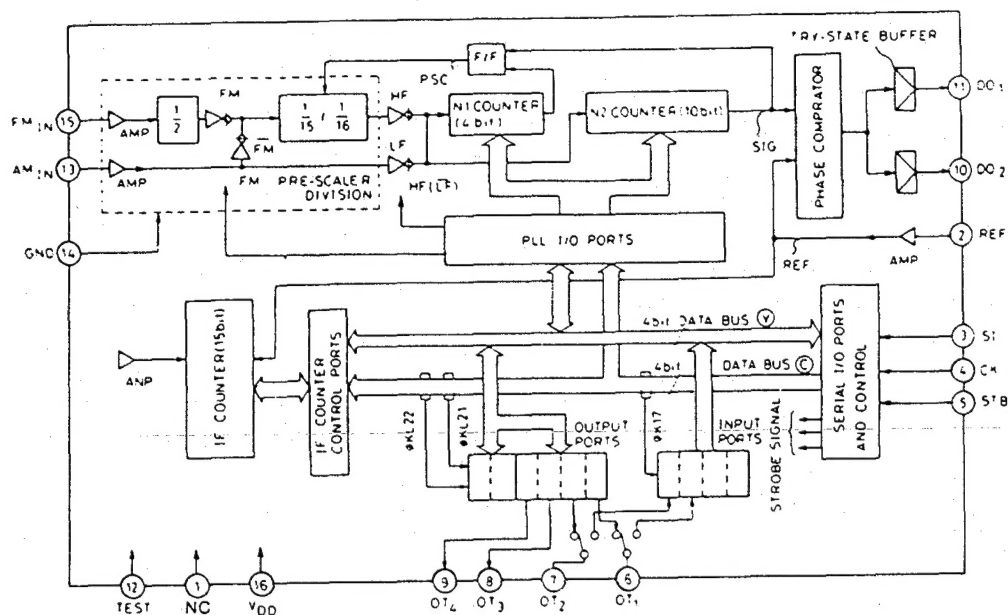 TRY-STATE BUFFER
F/F
PSC
FM
HF
15
FM IN
AMP
1/2
1/15 / 1/16
N1 COUNTER
(4 bit)
N2 COUNTER (10bit)
SIG
PHASE COMPRATOR
11
DO1
FM
LF
13
AM IN
AMP
FM
PRE-SCALER
DIVISION
HF(LF)
10
DO2
PLL I/O PORTS
2
REF
REF
AMP
14
GND
IF COUNTER (15bit)
IF COUNTER
CONTROL PORTS
4bit DATA BUS V
4bit DATA BUS C
SERIAL I/O PORTS
AND CONTROL
3
SI
4
CK
5
STB
AMP
ØKL22
ØKL21
OUTPUT
PORTS
ØK17
INPUT
PORTS
STROBE SIGNAL
12
TEST
1
NC
16
VDD
9
OT4
8
OT3
7
OT2
6
OT1